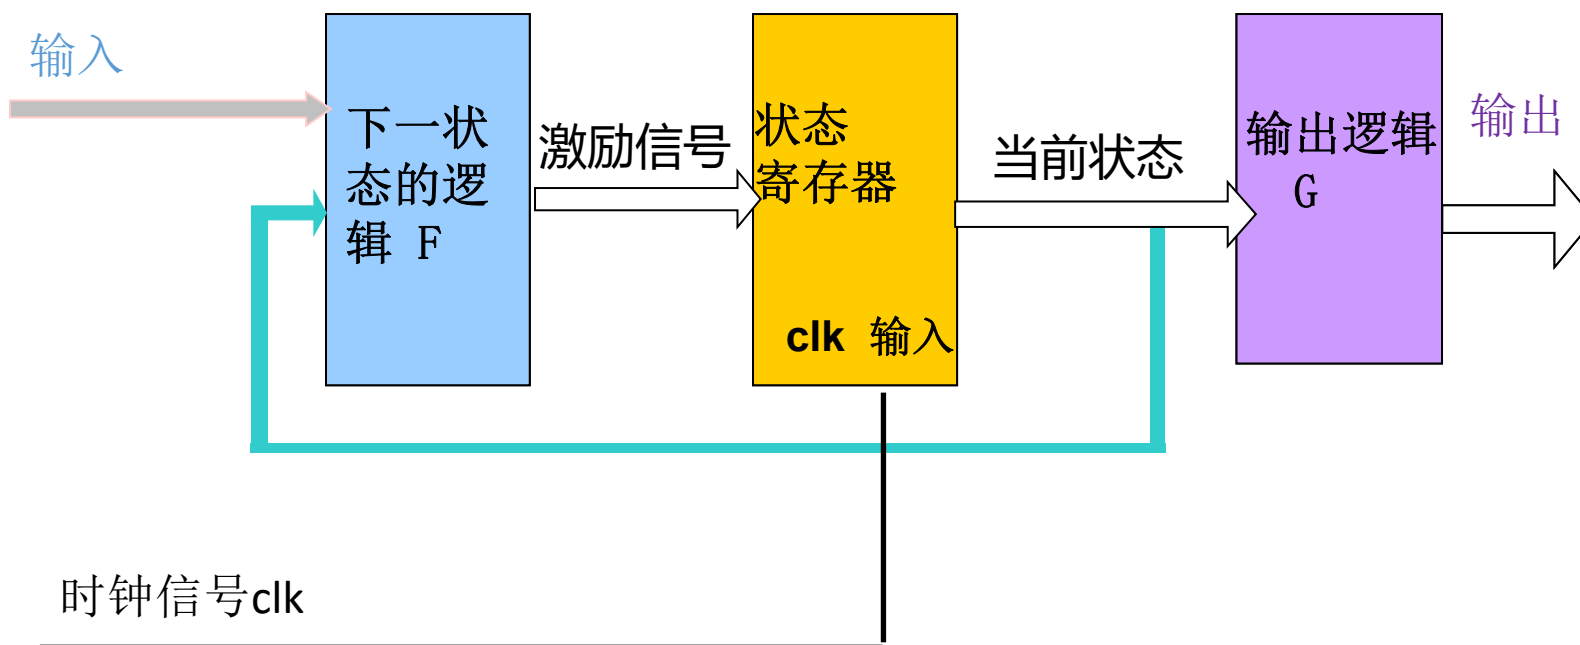 输入
下一状
态的逻
辑 F
激励信号
状态
寄存器
clk 输入
当前状态
输出逻辑
G
输出
时钟信号clk